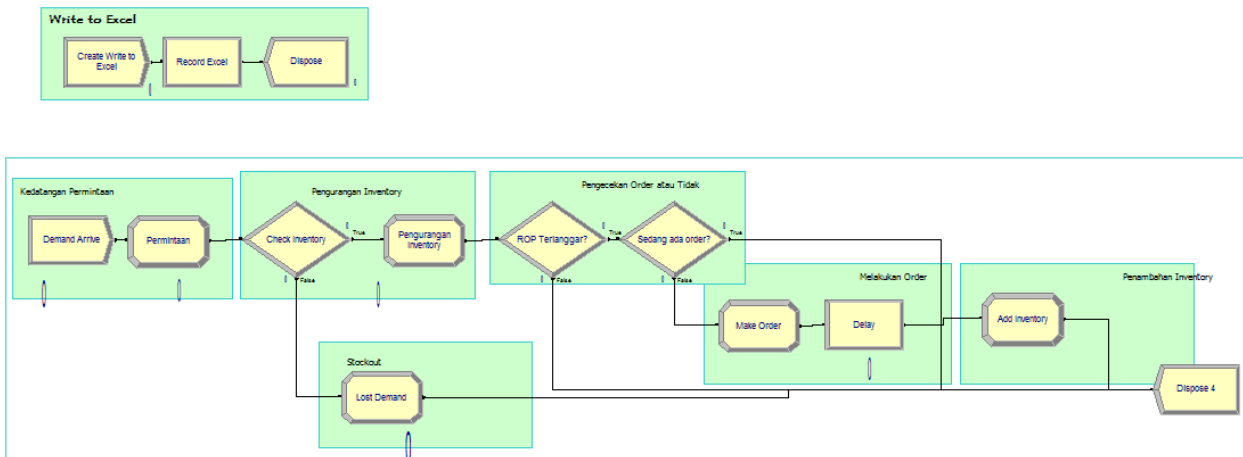 Write to Excel
Create Write to
Excel
Record Excel
Dispose
Kedatangan Permintaan
Demand Arrive
Permintaan
Pengurangan Inventory
Check Inventory
True
False
Pengurangan
Inventory
Pengecekan Order atau Tidak
ROP Terlanggar?
True
False
Sedang ada order?
True
False
Melakukan Order
Make Order
Delay
Penambahan Inventory
Add Inventory
Stockout
Lost Demand
Dispose 4